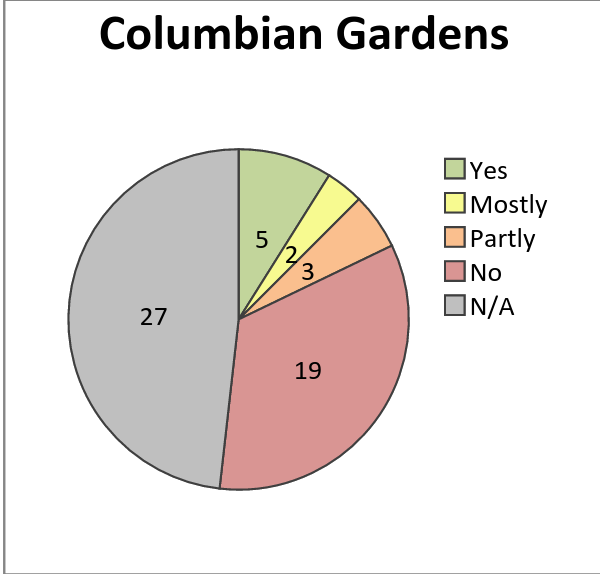 Columbian Gardens
Yes
Mostly
Partly
No
N/A
5
2
3
27
19